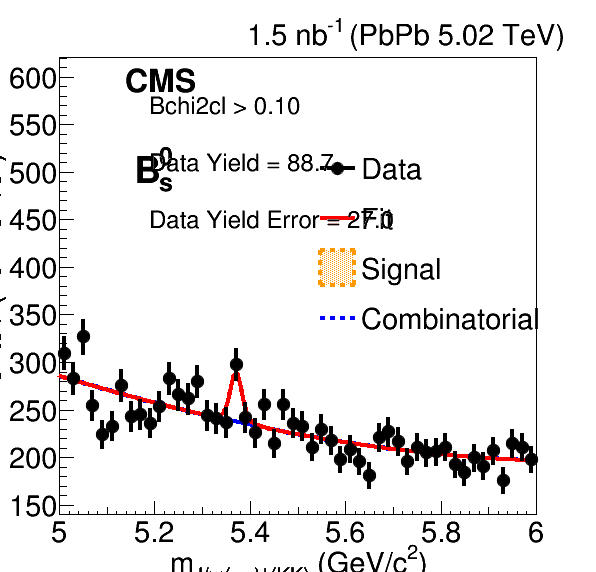 1.5 nb-1 (PbPb 5.02 TeV)
CMS
Bchi2cl > 0.10
B0s
Data Yield = 88.7
Data Yield Error = 27.0
Data
Fit
Signal
Combinatorial
600
550
500
450
400
350
300
250
200
150
5 5.2 5.4 5.6 5.8 6
m (GeV/c2)